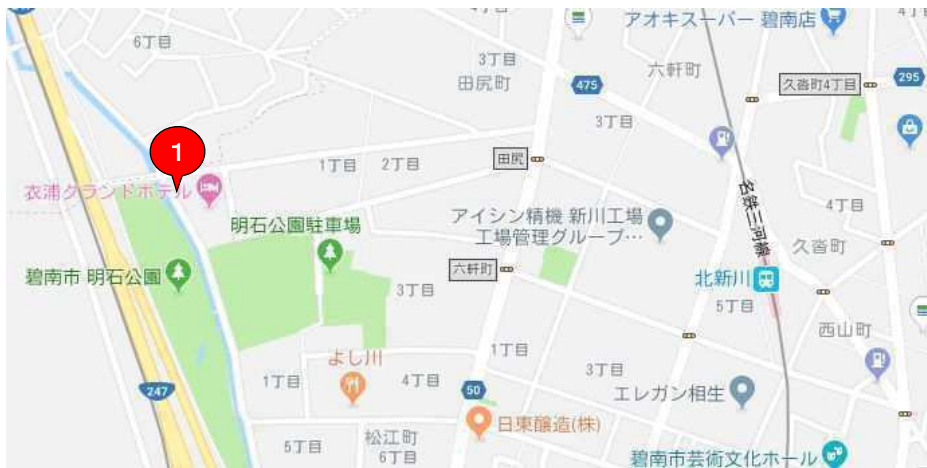 247
アオキスーパー 碧南店
4丁目
4丁目
6丁目
3丁目
田尻町
六軒町
475
久沓町4丁目
295
3丁目
1
1丁目
2丁目
田尻
衣浦グランドホテル
明石公園駐車場
アイシン精機 新川工場
工場管理グループ…
名鉄三河線
4丁目
久沓町
碧南市 明石公園
六軒町
北新川
3丁目
5丁目
西山町
1丁目
よし川
1丁目
4丁目
3丁目
247
50
エレガン相生
日東醸造(株)
松江町
5丁目
6丁目
碧南市芸術文化ホール